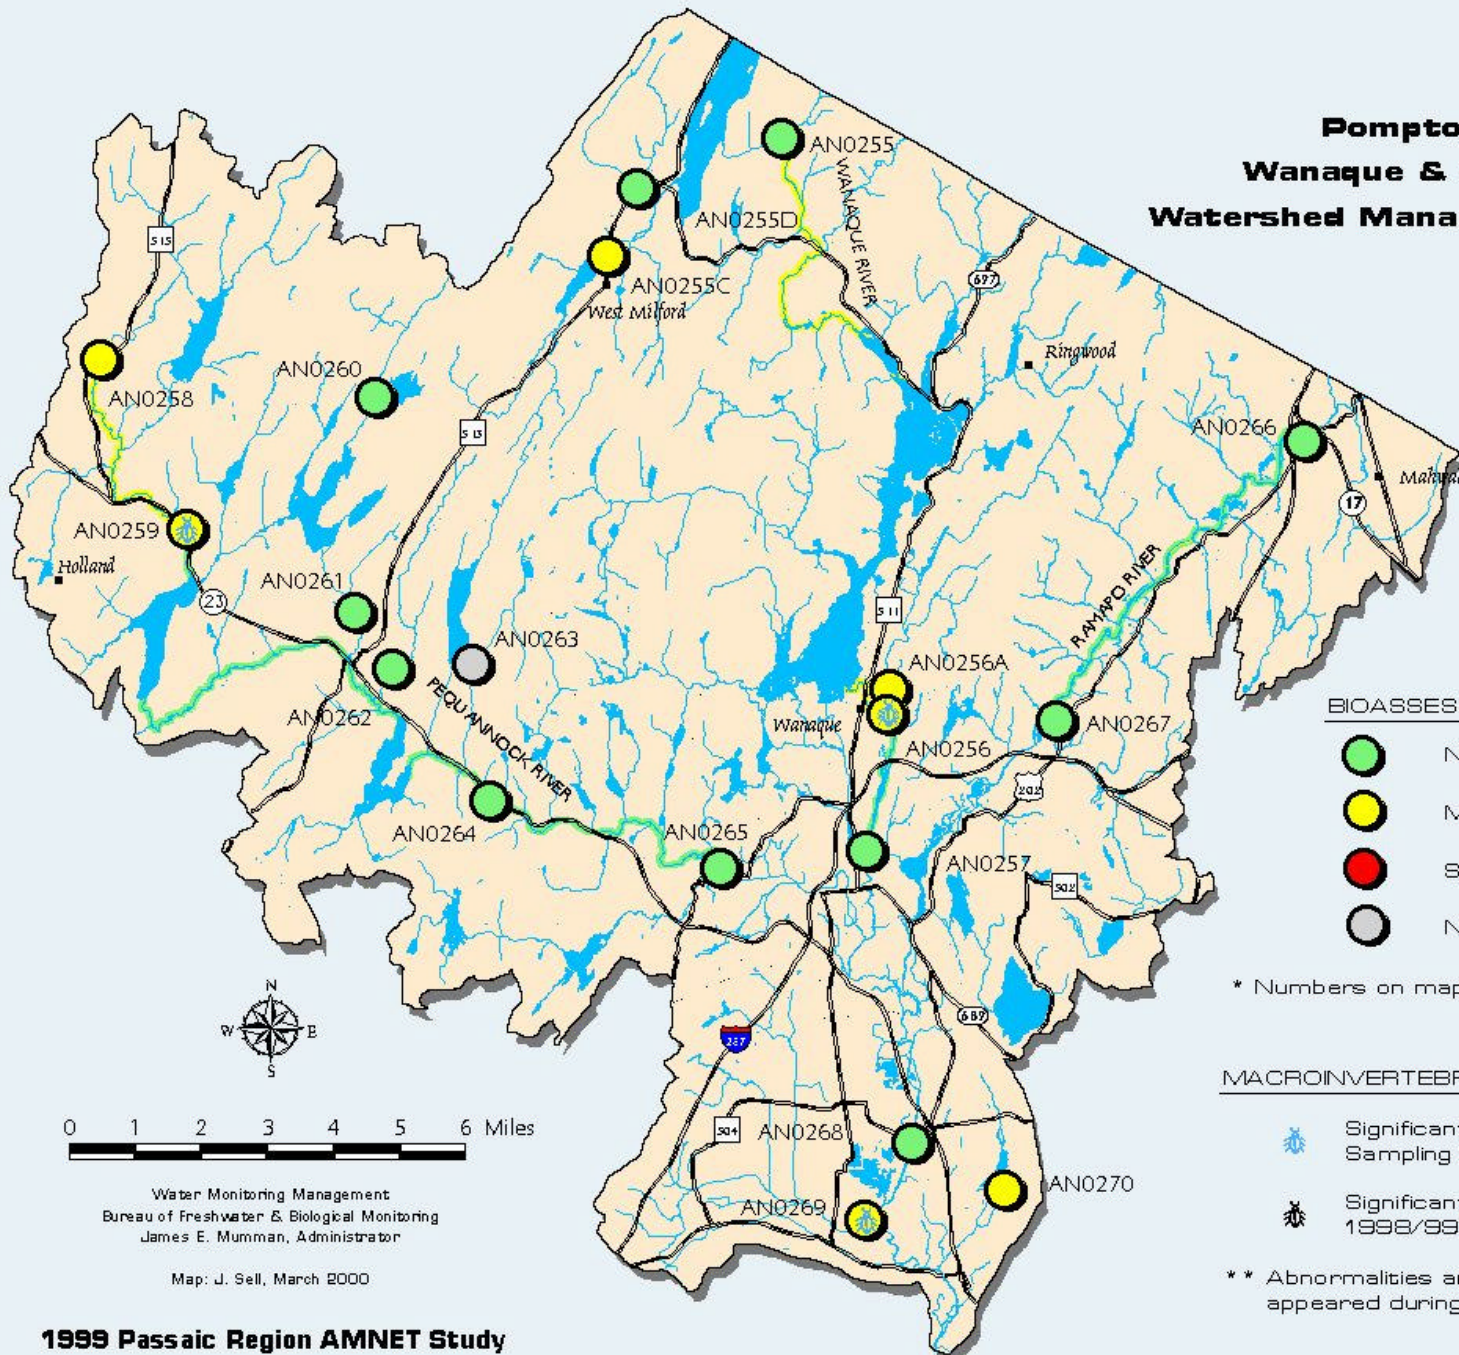 Pompto
Wanaque &
Watershed Mana
AN0255
WANAQUE RIVER
AN0255D
515
697
AN0255C
West Milford
Ringwood
AN0260
AN0258
513
AN0266
Mahwa
17
AN0259
Holland
23
AN0261
RAMAPO RIVER
511
AN0263
AN0256A
PEQUANNOCK RIVER
AN0262
Wanaque
AN0267
AN0256
202
AN0264
AN0265
AN0257
502
BIOASSES
N
M
S
N
* Numbers on map
N
W E
S
689
287
0 1 2 3 4 5 6 Miles
504
AN0268
AN0270
AN0269
MACROINVERTEBR
Significant
Sampling
Significant
1998/99
** Abnormalities a
appeared during
Water Monitoring Management
Bureau of Freshwater & Biological Monitoring
James E. Mumman, Administrator
Map: J. Sell, March 2000
1999 Passaic Region AMNET Study